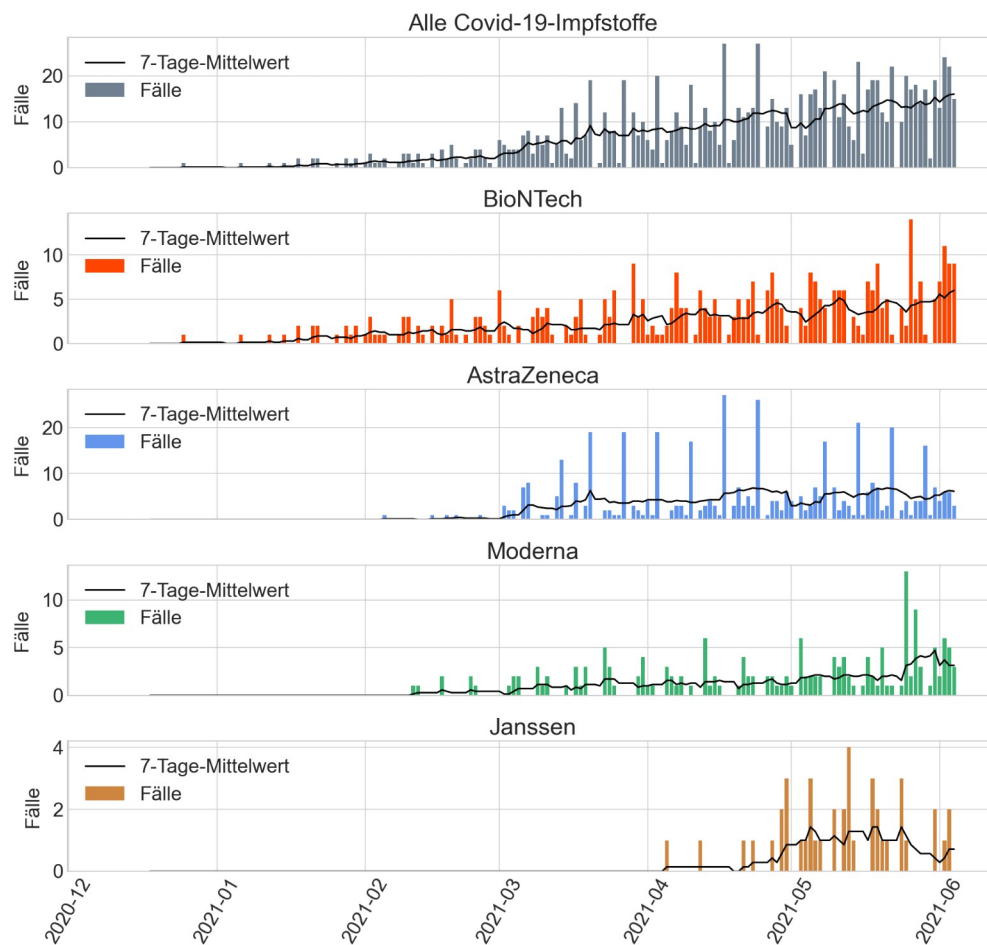 Alle Covid-19-Impfstoffe
Fälle
20
10
0
7-Tage-Mittelwert
Fälle
BioNTech
Fälle
10
5
0
7-Tage-Mittelwert
Fälle
AstraZeneca
Fälle
20
10
0
7-Tage-Mittelwert
Fälle
Moderna
Fälle
10
5
0
7-Tage-Mittelwert
Fälle
Janssen
Fälle
4
2
0
7-Tage-Mittelwert
Fälle
2020-12
2021-01
2021-02
2021-03
2021-04
2021-05
2021-06